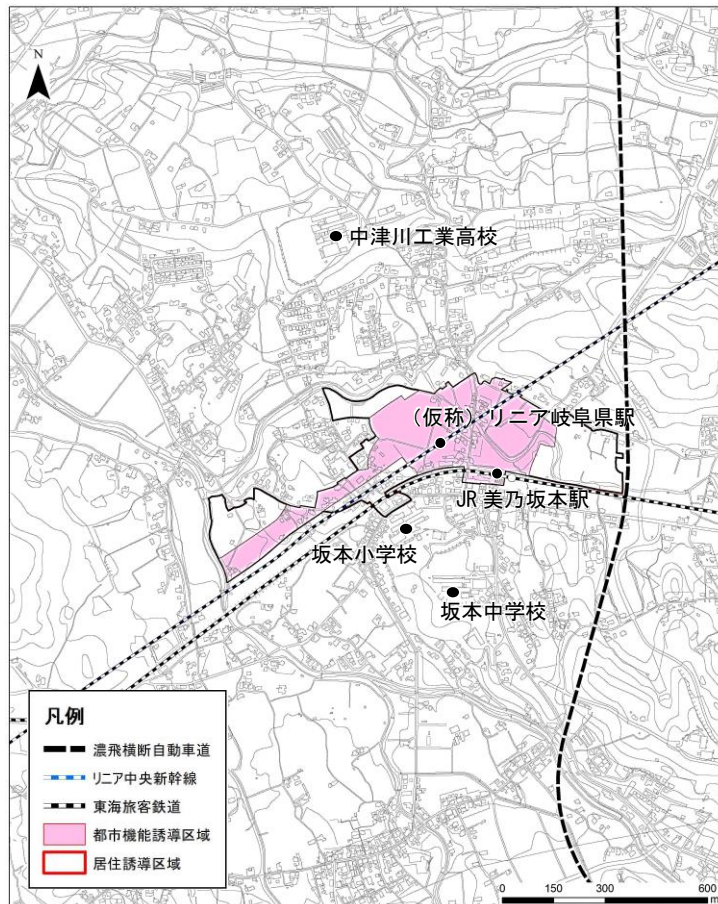 N
中津川工業高校
（仮称）リニア岐阜県駅
JR 美乃坂本駅
坂本小学校
坂本中学校
凡例
濃飛横断自動車道
リニア中央新幹線
東海旅客鉄道
都市機能誘導区域
居住誘導区域
0 150 300 600
m